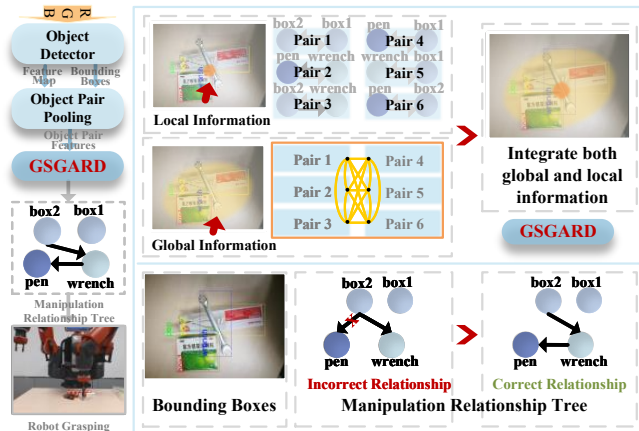 R G B
Object
Detector
Feature Map
Bounding Boxes
Object Pair
Pooling
Object Pair
Features
GSGARD
box2 box1
pen wrench
Manipulation
Relationship Tree
Robot Grasping
Local Information
box2 box1
Pair 1
pen wrench
Pair 2
box2 wrench
Pair 3
pen box2
Pair 4
wrench box1
Pair 5
pen box1
Pair 6
Global Information
Pair 1 Pair 4
Pair 2 Pair 5
Pair 3 Pair 6
Integrate both
global and local
information
GSGARD
Bounding Boxes
box2 box1
pen wrench
Incorrect Relationship
box2 box1
pen wrench
Correct Relationship
Manipulation Relationship Tree